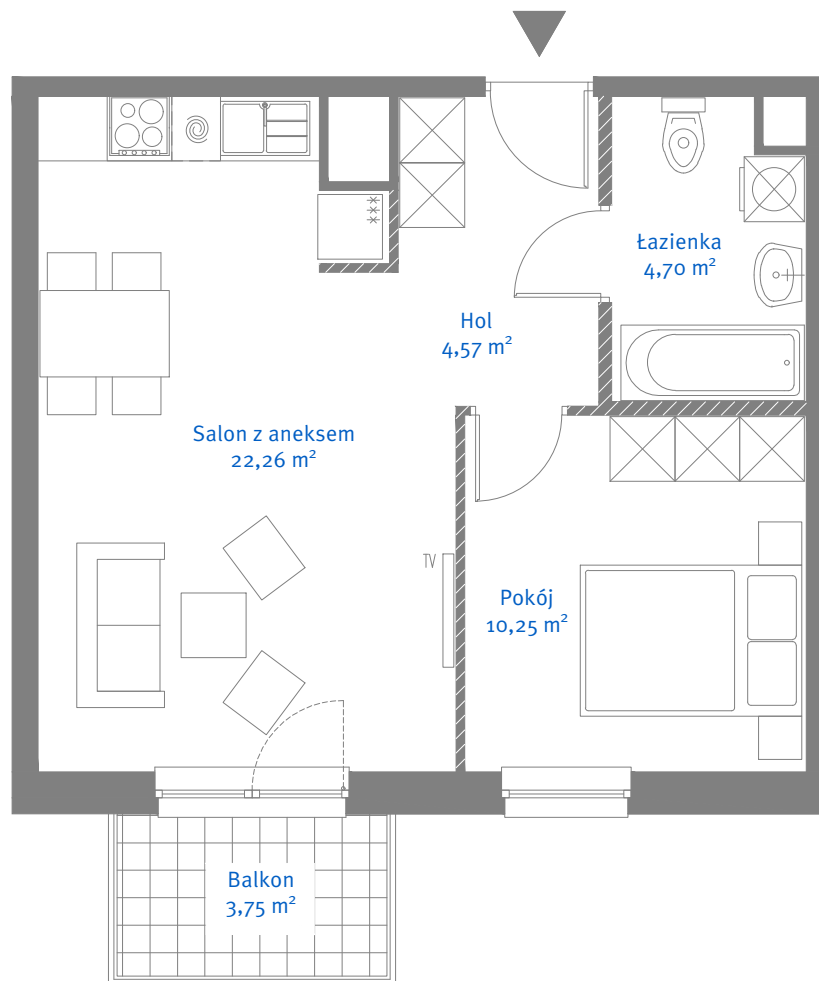 Łazienka
4,70 m²
Hol
4,57 m²
Salon z aneksem
22,26 m²
TV
Pokój
10,25 m²
Balkon
3,75 m²